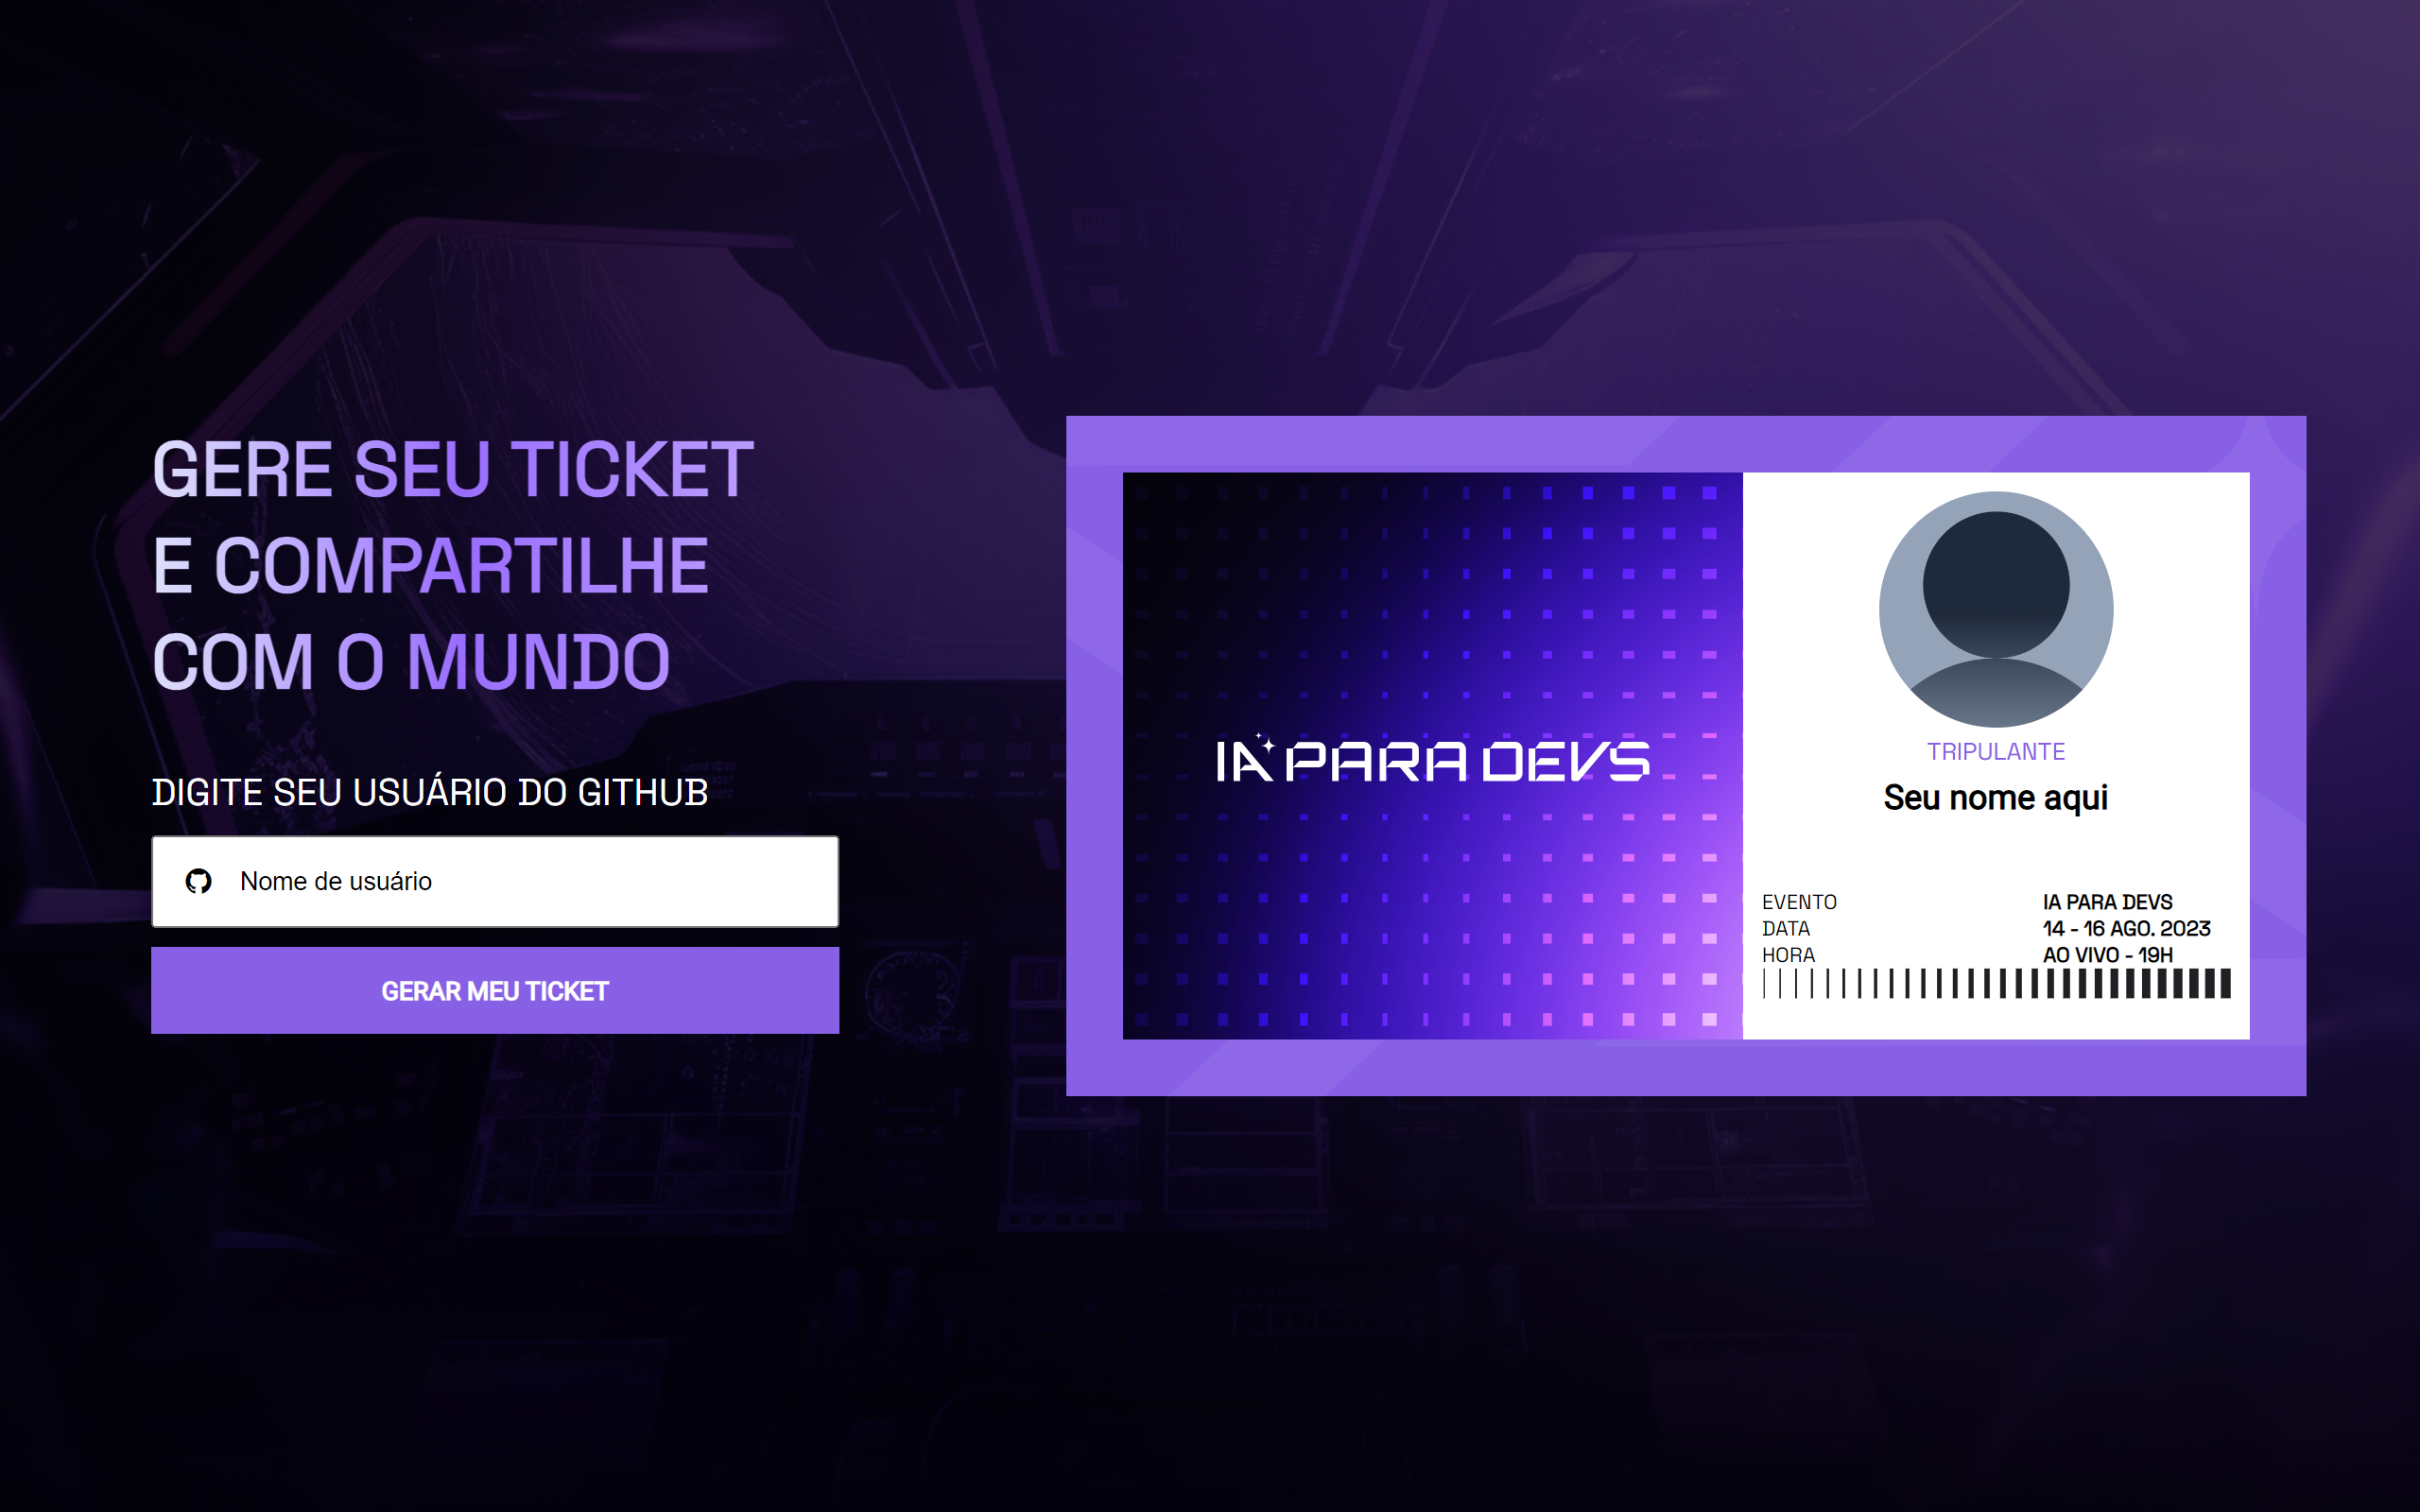 GERE SEU TICKET
E COMPARTILHE
COM O MUNDO
DIGITE SEU USUÁRIO DO GITHUB
Nome de usuário
GERAR MEU TICKET
IA PARA DEVS
TRIPULANTE
Seu nome aqui
EVENTO IA PARA DEVS
DATA 14 - 16 AGO. 2023
HORA AO VIVO - 19H